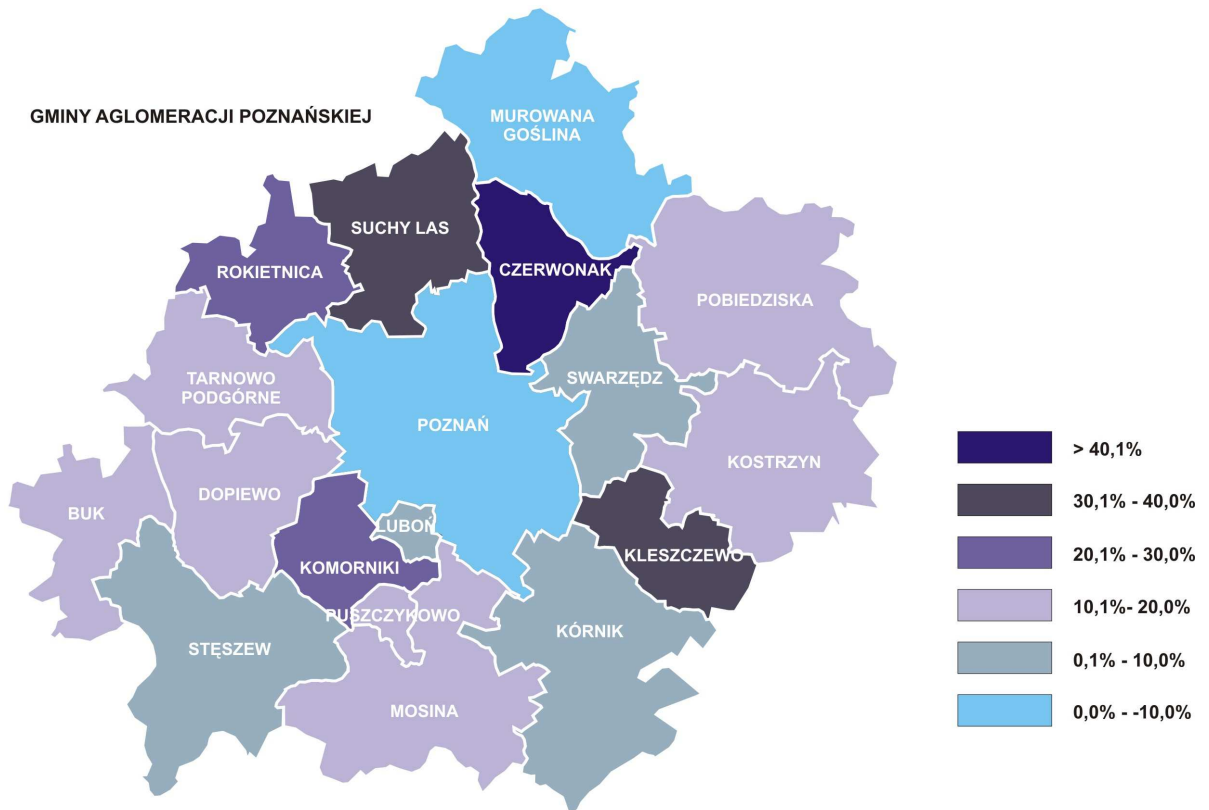 GMINY AGLOMERACJI POZNAŃSKIEJ
MUROWANA
GOŚLINA
SUCHY LAS
ROKIETNICA
CZERWONAK
POBIEDZISKA
TARNOWO
PODGÓRNE
SWARZĘDZ
POZNAŃ
KOSTRZYN
DOPIEWO
BUK
LUBOŃ
KLESZCZEWO
KOMORNIKI
PUSZCZYKOWO
KÓRNIK
STĘSZEW
MOSINA
> 40,1%
30,1% - 40,0%
20,1% - 30,0%
10,1%- 20,0%
0,1% - 10,0%
0,0% - -10,0%